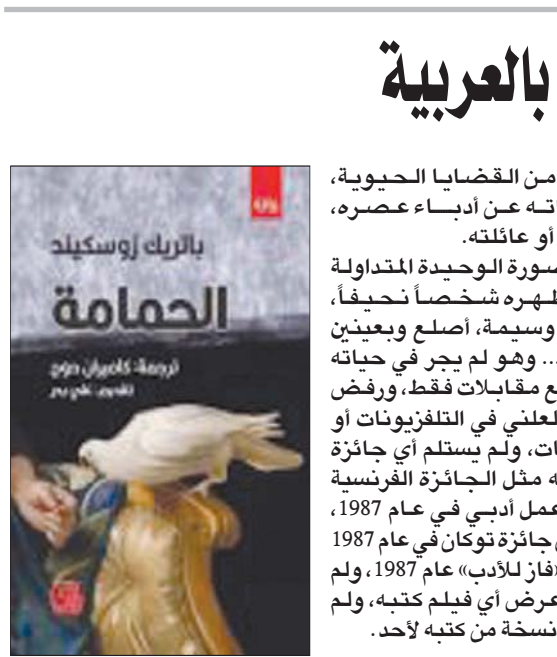 بالعربية
من القضايا الحيوية،
اته عن أدباء عصره،
أو عائلته.
صورة الوحيدة المتداولة
ظهره شخصاً نحيفاً،
وسيمة، أصلع وبعينين
... وهو لم يجر في حياته
ع مقابلات فقط، ورفض
لعلني في التلفزيونات أو
ات، ولم يستلم أي جائزة
ه مثل الجائزة الفرنسية
عمل أدبي في عام 1987،
جائزة توكان في عام 1987
«فاز للأدب» عام 1987، ولم
عرض أي فيلم كتبه، ولم
نسخة من كتبه لأحد.
رواية
باتريك زوسكيند
الحمامة
ترجمة: كاميران حوج
تقديم: علي بدر